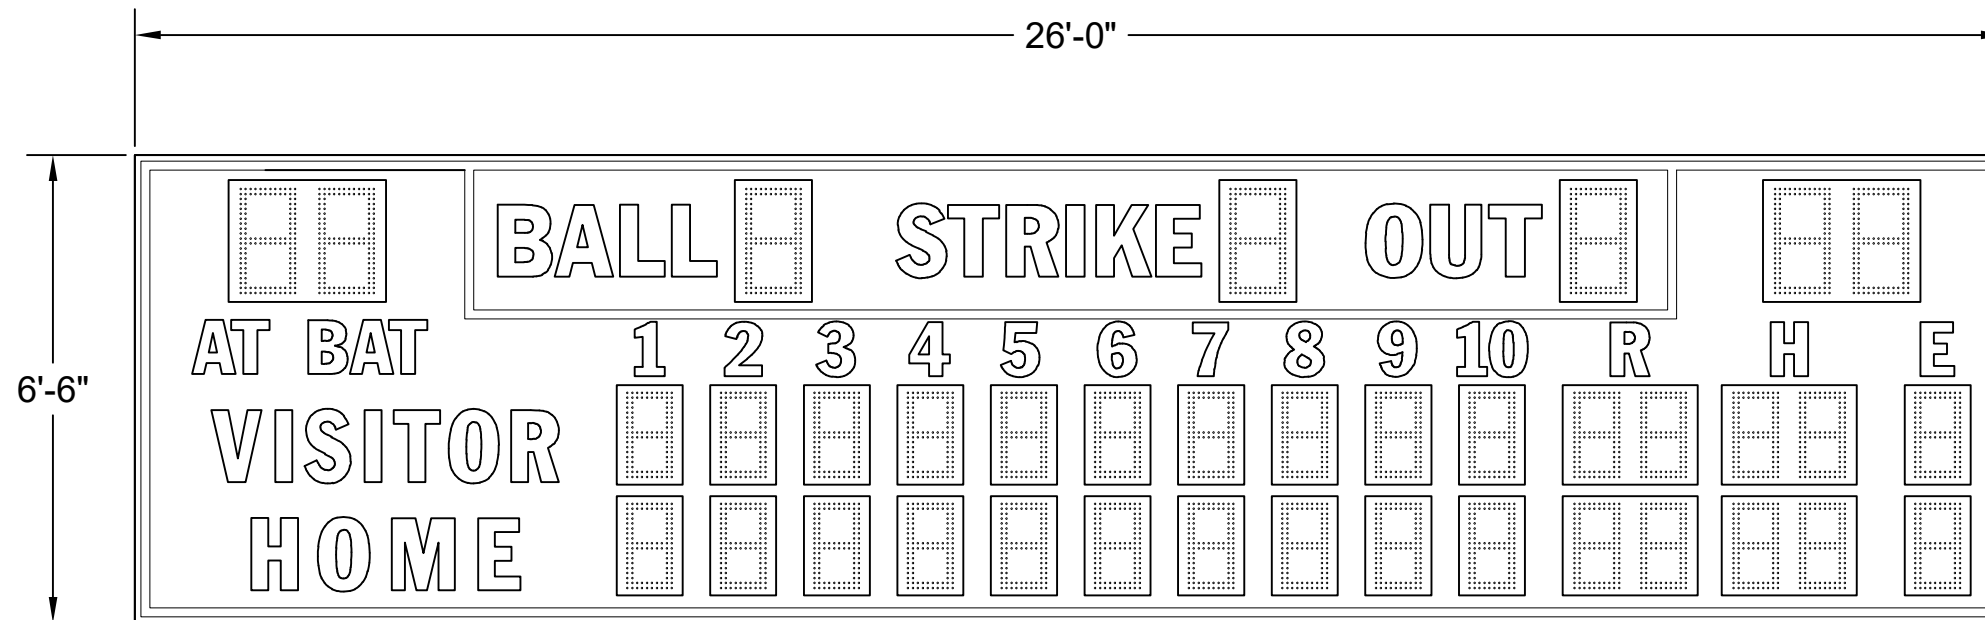 26'-0"
BALL STRIKE OUT
AT BAT 1 2 3 4 5 6 7 8 9 10 R H E
6'-6"
VISITOR
HOME